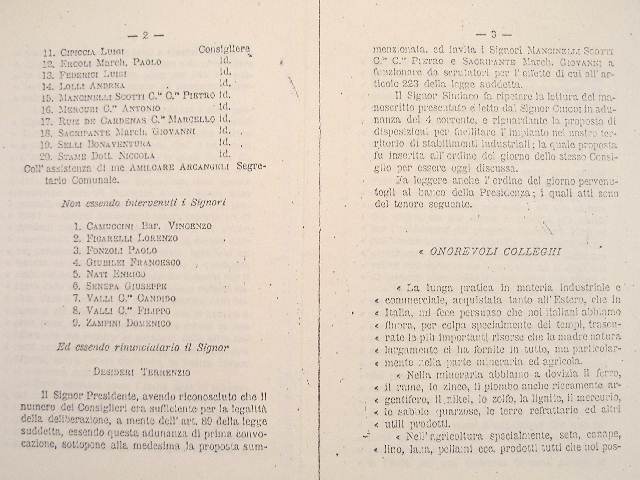 — 2 —
11. CIPICCIA LUIGI Consigliere
12. ERCOLI March. PAOLO id.
13. FEDERICI LUIGI id.
14. LOLLI ANDREA id.
15. MANCINELLI SCOTTI C.te C.te PIETRO id.
16. MERCURI C.te ANTONIO id.
17. RUIZ DE CARDENAS C.te MARCELLO id.
18. SACRIPANTE March. GIOVANNI id.
19. SELLI BONAVENTURA id.
20. STAME Dott. NICCOLA id.
Coll'assistenza di me AMILCARE ARCANGELI Segre-
tario Comunale.
Non essendo intervenuti i Signori
1. CAMUCCINI Bar. VINCENZO
2. FIGARELLI LORENZO
3. FONZOLI PAOLO
4. GIUBILEI FRANCESCO
5. NATI ENRICO
6. SENEPA GIUSEPPE
7. VALLI C.te CANDIDO
8. VALLI C.te FILIPPO
9. ZAMPINI DOMENICO
Ed essendo rinunciatario il Signor
DESIDERI TERRENZIO
Il Signor Presidente, avendo riconosciuto che il
numero dei Consiglieri era sufficiente per la legalità
della deliberazione, a mente dell'art. 89 della legge
suddetta, essendo questa adunanza di prima convo-
cazione, sottopone alla medesima la proposta sum-
— 3 —
menzionata, ed invita i Signori MANCINELLI SCOTTI
C.te C.te PIETRO e SACRIPANTE March. GIOVANNI a
funzionare da scrutatori per l'effetto di cui all'ar-
ticolo 223 della legge suddetta.
Il Signor Sindaco fa ripetere la lettura del ma-
noscritto presentato e letto dal Signor Ciucci in adu-
nanza del 4 corrente, e riguardante la proposta di
disposizioni per facilitare l'impianto nel nostro ter-
ritorio di stabilimenti industriali; la quale proposta
fu inserita all'ordine del giorno dello stesso Consi-
glio per essere oggi discussa.
Fa leggere anche l'ordine del giorno pervenu-
togli al banco della Presidenza; i quali atti sono
del tenore seguente.
« ONOREVOLI COLLEGHI
« La lunga pratica in materia industriale e
« commerciale, acquistata tanto all'Estero, che in
« Italia, mi fece persuaso che noi italiani abbiamo
« finora, per colpa specialmente dei tempi, trascu-
« rate le più importanti risorse che la madre natura
« largamente ci ha fornite in tutto, ma particolar-
« mente nella parte mineraria ed agricola.
« Nella mineraria abbiamo a dovizia il ferro,
« il rame, lo zinco, il piombo anche riccamente ar-
« gentifero, il nikel, lo zolfo, la lignite, il mercurio,
« le sabbie quarzose, le terre refrattarie ed altri
« utili prodotti.
« Nell'agricoltura specialmente, seta, canape,
« lino, lana, pellami ecc. prodotti tutti che noi pos-